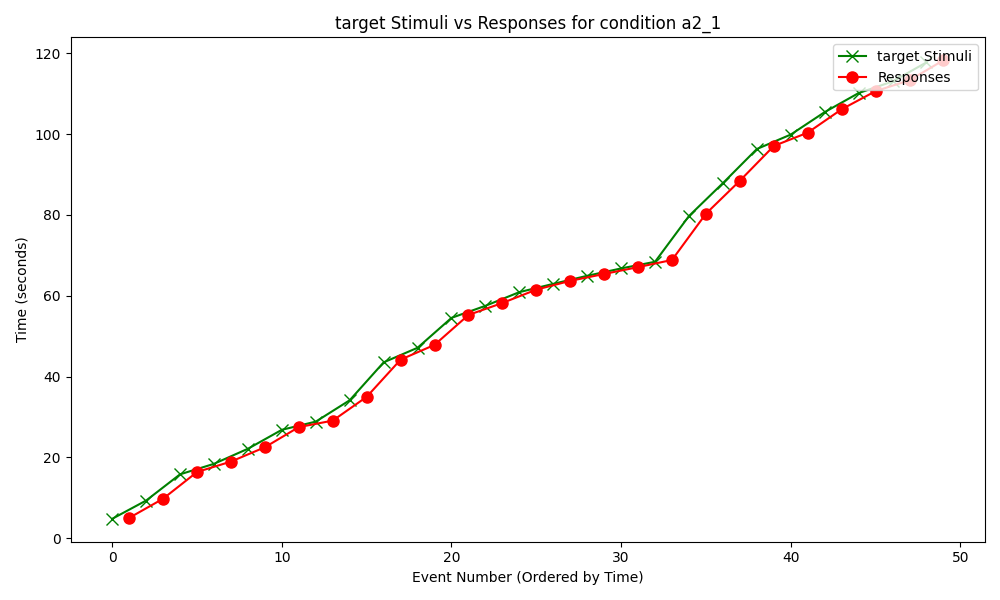 target Stimuli vs Responses for condition a2_1
target Stimuli
Responses
Time (seconds)
120
100
80
60
40
20
0
0 10 20 30 40 50
Event Number (Ordered by Time)